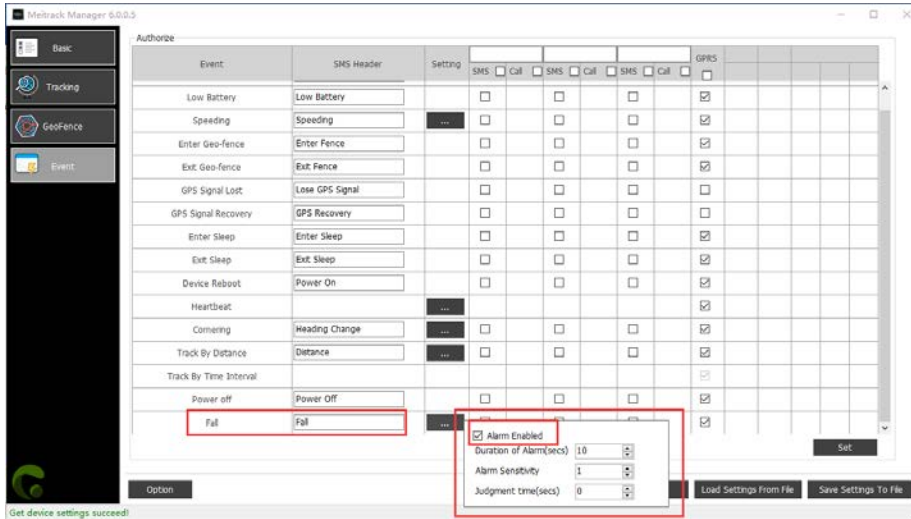 Meitrack Manager 6.0.0.5
Basic
Tracking
GeoFence
Event
Authorize
Event SMS Header Setting SMS Call SMS Call SMS Call GPRS
Low Battery Low Battery
Speeding Speeding ...
Enter Geo-fence Enter Fence
Exit Geo-fence Exit Fence
GPS Signal Lost Lose GPS Signal
GPS Signal Recovery GPS Recovery
Enter Sleep Enter Sleep
Exit Sleep Exit Sleep
Device Reboot Power On
Heartbeat ...
Cornering Heading Change ...
Track By Distance Distance ...
Track By Time Interval
Power off Power Off
Fall Fall ...
Alarm Enabled
Duration of Alarm(secs) 10
Alarm Sensitivity 1
Judgment time(secs) 0
Set
Option Load Settings From File Save Settings To File
Get device settings succeed!